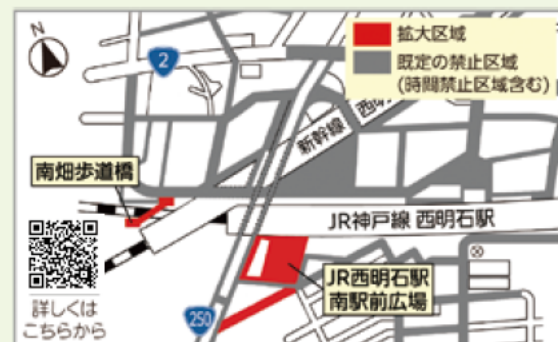 N
2
拡大区域
既定の禁止区域
(時間禁止区域含む)
新幹線
西明石
南畑歩道橋
JR神戸線 西明石駅
JR西明石駅
南駅前広場
250
詳しくは
こちらから